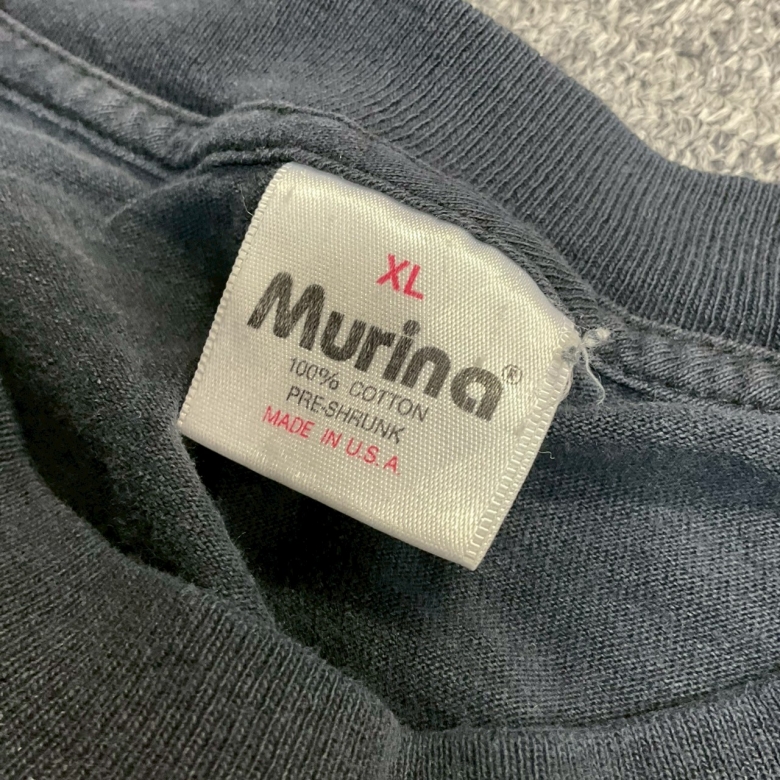 XL
Murina®
100% COTTON
PRE-SHRUNK
MADE IN U.S.A